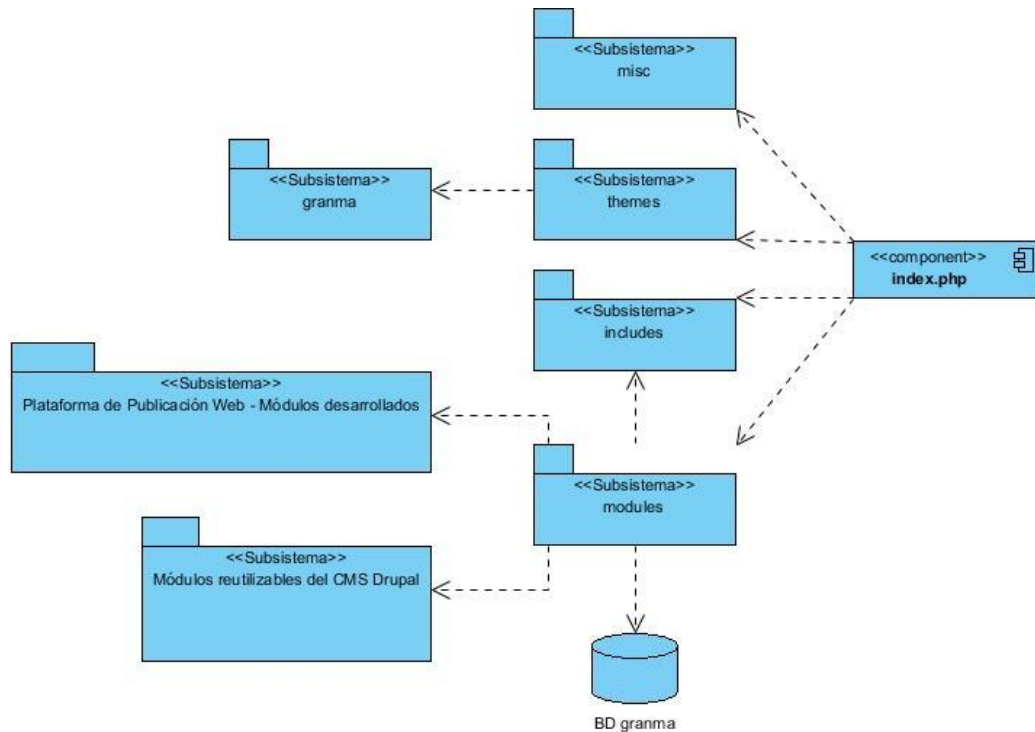 <<Subsistema>>
misc
<<Subsistema>>
granma
<<Subsistema>>
themes
<<component>>
index.php
<<Subsistema>>
includes
<<Subsistema>>
Plataforma de Publicación Web - Módulos desarrollados
<<Subsistema>>
modules
<<Subsistema>>
Módulos reutilizables del CMS Drupal
BD granma